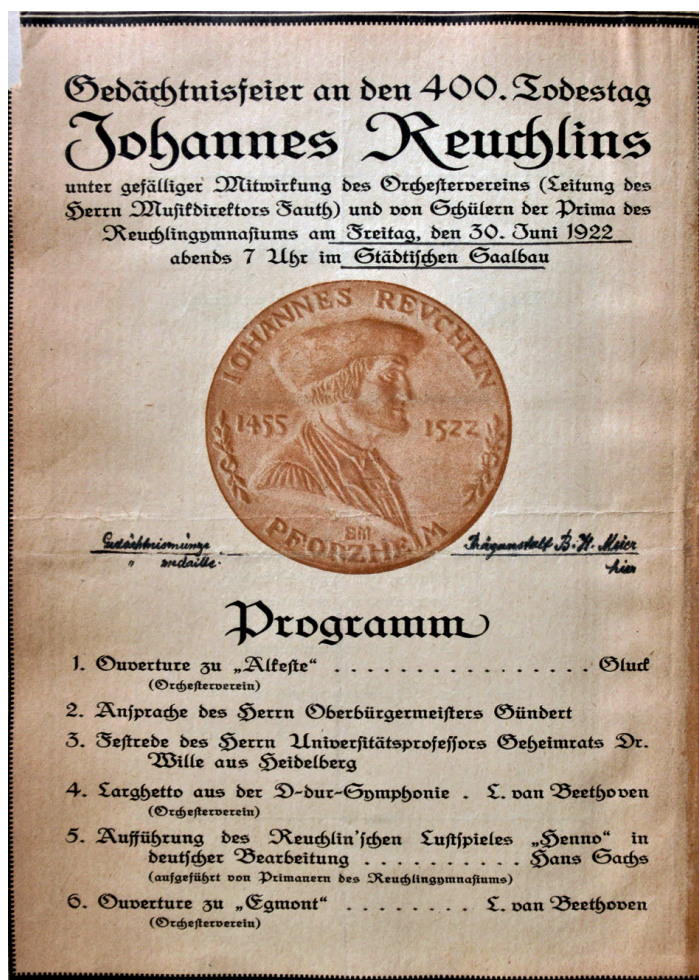 Gedächtnisfeier an den 400. Todestag
Johannes Reuchlins
unter gefälliger Mitwirkung des Orchestervereins (Leitung des
Herrn Musikdirektors Fauth) und von Schülern der Prima des
Reuchlingymnasiums am Freitag, den 30. Juni 1922
abends 7 Uhr im Städtischen Saalbau
IOHANNES REVCHLIN
1455 1522
BM
PFORZHEIM
Gedächtnismünze
" medaille.
Prägeanstalt B. H. Meier
hier
Programm
1. Ouverture zu „Alkeste“ . . . . . . . . . . . . . . . . . Gluck
(Orchesterverein)
2. Ansprache des Herrn Oberbürgermeisters Gündert
3. Festrede des Herrn Universitätsprofessors Geheimrats Dr.
Wille aus Heidelberg
4. Larghetto aus der D-dur-Symphonie . L. van Beethoven
(Orchesterverein)
5. Aufführung des Reuchlin'schen Lustspieles „Henno“ in
deutscher Bearbeitung . . . . . . . . . . Hans Sachs
(aufgeführt von Primanern des Reuchlingymnasiums)
6. Ouverture zu „Egmont“ . . . . . . . . L. van Beethoven
(Orchesterverein)